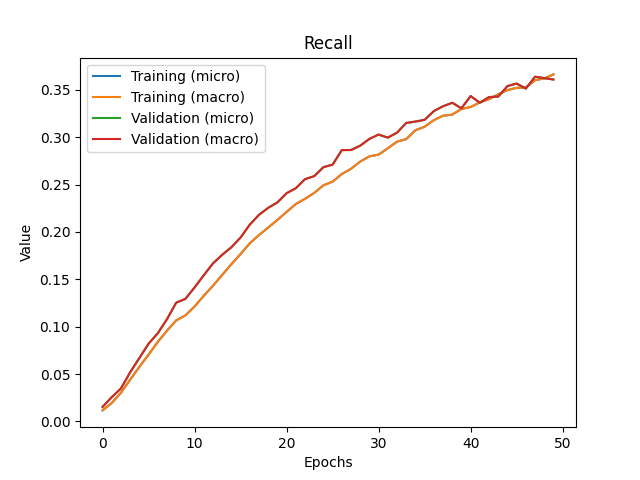 Recall
Training (micro)
Training (macro)
Validation (micro)
Validation (macro)
0.35
0.30
0.25
0.20
0.15
0.10
0.05
0.00
Value
0 10 20 30 40 50
Epochs